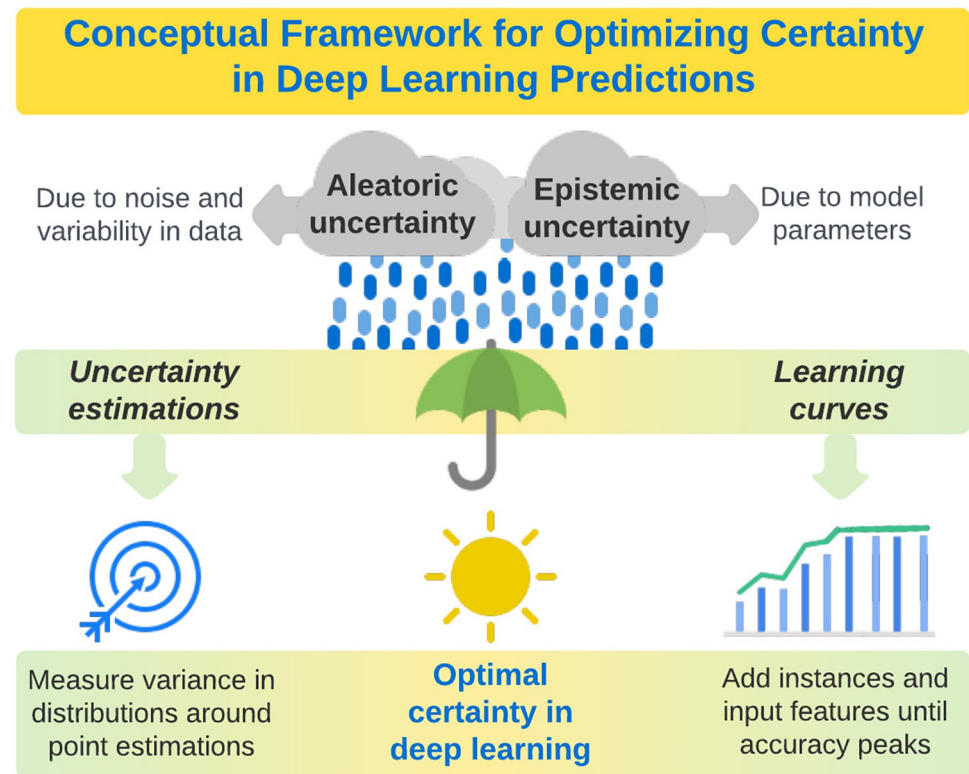 Conceptual Framework for Optimizing Certainty
in Deep Learning Predictions
Due to noise and
variability in data
Aleatoric
uncertainty
Epistemic
uncertainty
Due to model
parameters
Uncertainty
estimations
Learning
curves
Measure variance in
distributions around
point estimations
Optimal
certainty in
deep learning
Add instances and
input features until
accuracy peaks